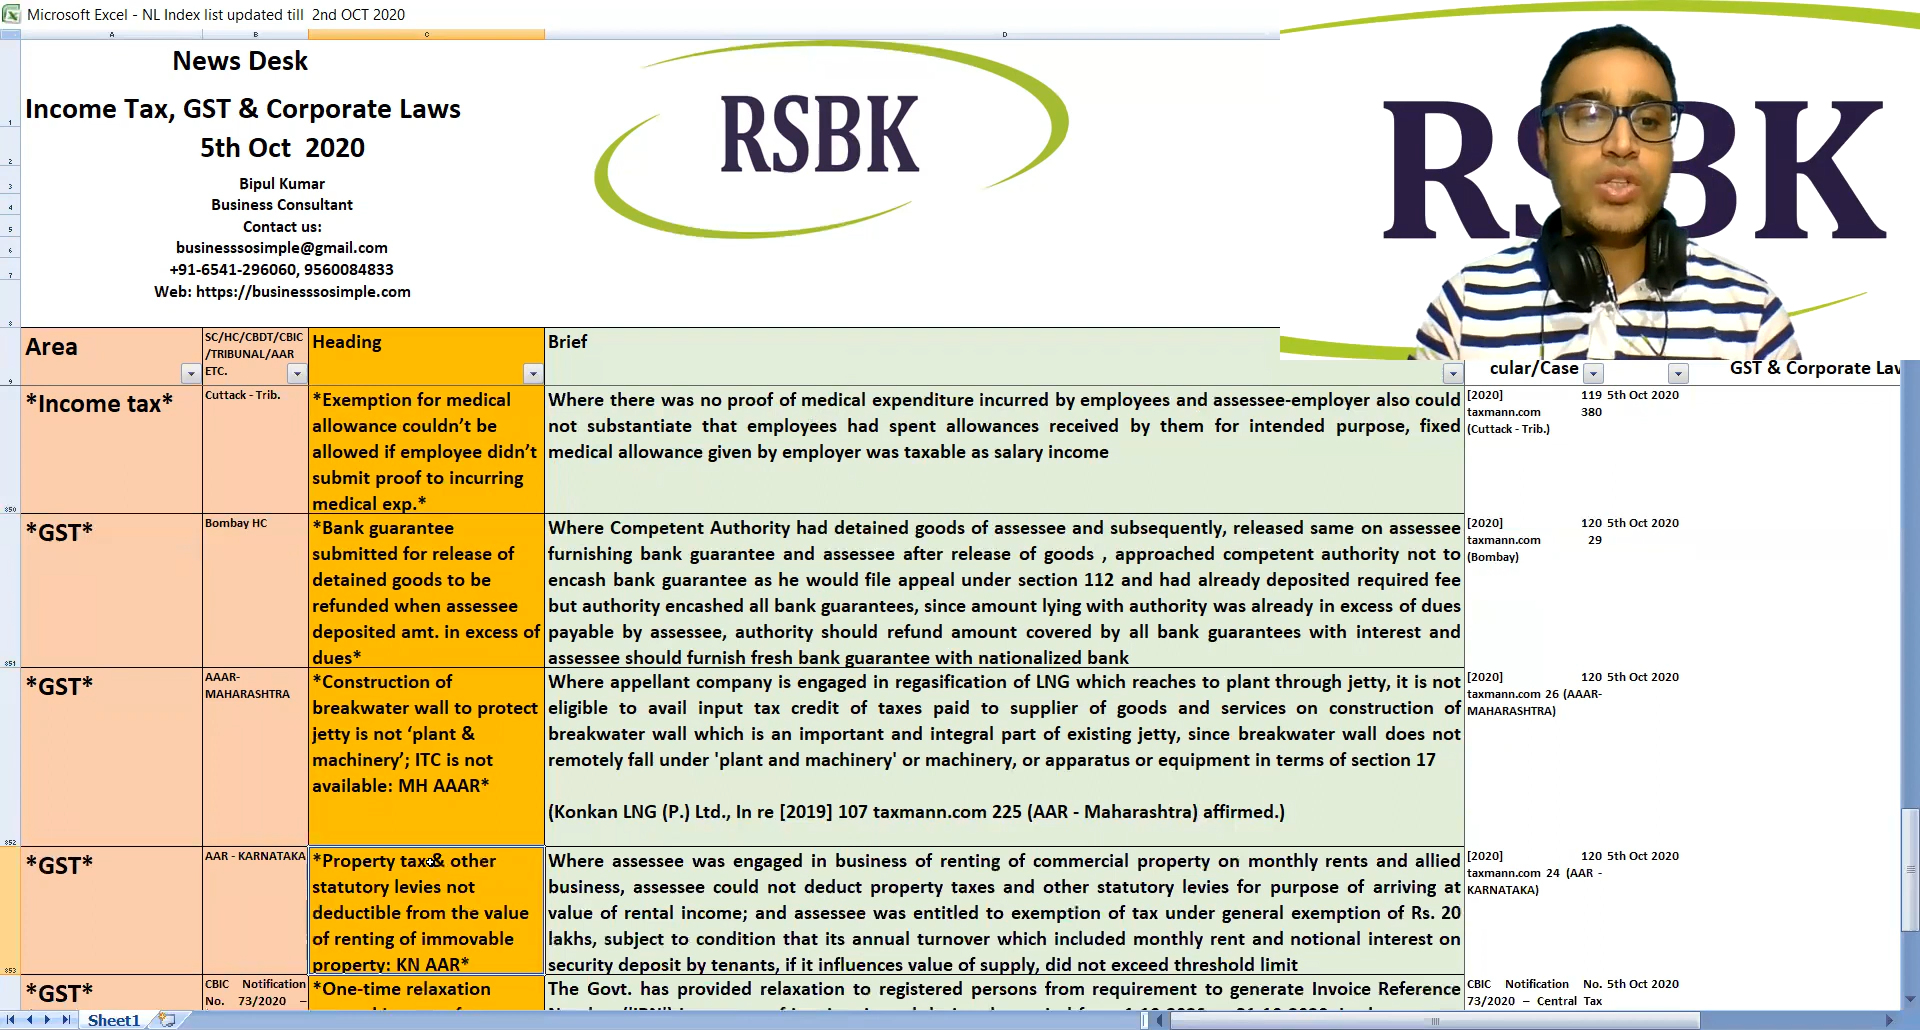 Microsoft Excel - NL Index list updated till 2nd OCT 2020
A
B
C
D
News Desk
Income Tax, GST & Corporate Laws
5th Oct 2020
Bipul Kumar
Business Consultant
Contact us:
businesssosimple@gmail.com
+91-6541-296060, 9560084833
Web: https://businesssosimple.com
RSBK
RSBK
Area
SC/HC/CBDT/CBIC
/TRIBUNAL/AAR
ETC.
Heading
Brief
cular/Case
GST & Corporate Lav
*Income tax*
Cuttack - Trib.
*Exemption for medical
allowance couldn’t be
allowed if employee didn’t
submit proof to incurring
medical exp.*
Where there was no proof of medical expenditure incurred by employees and assessee-employer also could
not substantiate that employees had spent allowances received by them for intended purpose, fixed
medical allowance given by employer was taxable as salary income
[2020] 119 5th Oct 2020
taxmann.com 380
(Cuttack - Trib.)
*GST*
Bombay HC
*Bank guarantee
submitted for release of
detained goods to be
refunded when assessee
deposited amt. in excess of
dues*
Where Competent Authority had detained goods of assessee and subsequently, released same on assessee
furnishing bank guarantee and assessee after release of goods , approached competent authority not to
encash bank guarantee as he would file appeal under section 112 and had already deposited required fee
but authority encashed all bank guarantees, since amount lying with authority was already in excess of dues
payable by assessee, authority should refund amount covered by all bank guarantees with interest and
assessee should furnish fresh bank guarantee with nationalized bank
[2020] 120 5th Oct 2020
taxmann.com 29
(Bombay)
*GST*
AAAR-
MAHARASHTRA
*Construction of
breakwater wall to protect
jetty is not ‘plant &
machinery’; ITC is not
available: MH AAAR*
Where appellant company is engaged in regasification of LNG which reaches to plant through jetty, it is not
eligible to avail input tax credit of taxes paid to supplier of goods and services on construction of
breakwater wall which is an important and integral part of existing jetty, since breakwater wall does not
remotely fall under 'plant and machinery' or machinery, or apparatus or equipment in terms of section 17
(Konkan LNG (P.) Ltd., In re [2019] 107 taxmann.com 225 (AAR - Maharashtra) affirmed.)
[2020] 120 5th Oct 2020
taxmann.com 26 (AAAR-
MAHARASHTRA)
*GST*
AAR - KARNATAKA
*Property tax & other
statutory levies not
deductible from the value
of renting of immovable
property: KN AAR*
Where assessee was engaged in business of renting of commercial property on monthly rents and allied
business, assessee could not deduct property taxes and other statutory levies for purpose of arriving at
value of rental income; and assessee was entitled to exemption of tax under general exemption of Rs. 20
lakhs, subject to condition that its annual turnover which included monthly rent and notional interest on
security deposit by tenants, if it influences value of supply, did not exceed threshold limit
[2020] 120 5th Oct 2020
taxmann.com 24 (AAR -
KARNATAKA)
*GST*
CBIC Notification
No. 73/2020 –
*One-time relaxation
The Govt. has provided relaxation to registered persons from requirement to generate Invoice Reference
CBIC Notification No. 5th Oct 2020
73/2020 – Central Tax
Sheet1